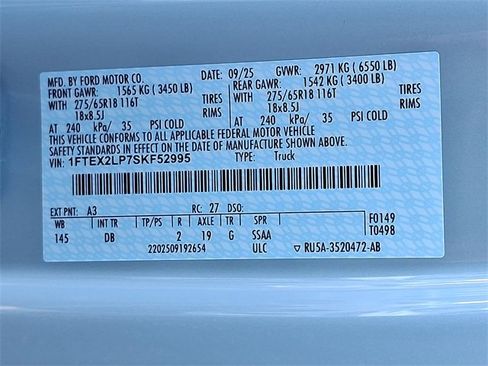 MFD. BY FORD MOTOR CO. DATE: 09/25 GVWR: 2971 KG ( 6550 LB)
FRONT GAWR: 1565 KG ( 3450 LB) REAR GAWR: 1542 KG ( 3400 LB)
WITH 275/65R18 116T TIRES WITH 275/65R18 116T TIRES
18x8.5J RIMS 18x8.5J RIMS
AT 240 kPa/ 35 PSI COLD AT 240 kPa/ 35 PSI COLD
THIS VEHICLE CONFORMS TO ALL APPLICABLE FEDERAL MOTOR VEHICLE
SAFETY STANDARDS IN EFFECT ON THE DATE OF MANUFACTURE SHOWN ABOVE.
VIN: 1FTEX2LP7SKF52995 TYPE: Truck
EXT PNT: A3 RC: 27 DSO: F0149
WB INT TR TP/PS R AXLE TR SPR T0498
145 DB 2 19 G SSAA
2202509192654 ULC ▽ RU5A-3520472-AB